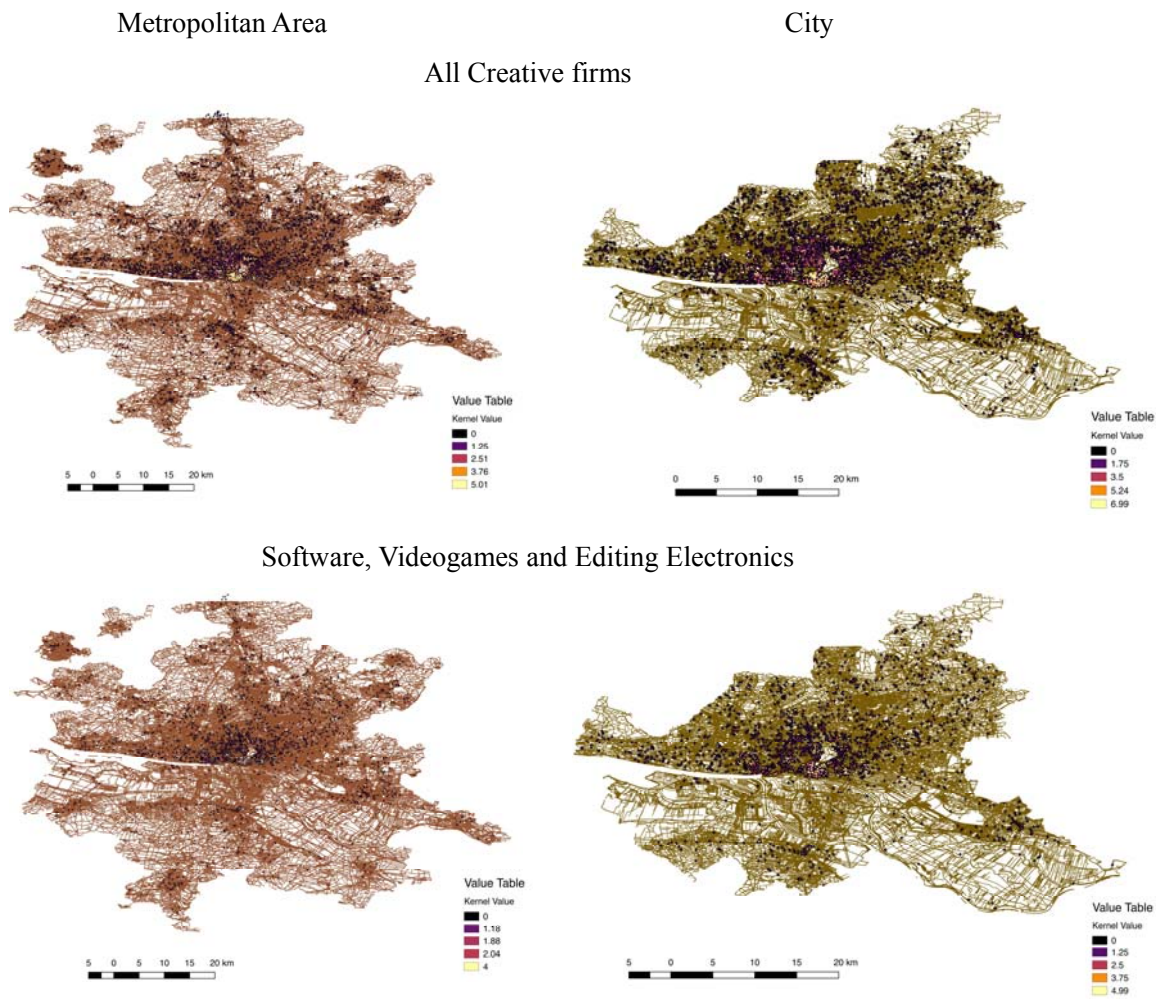 Metropolitan Area City
All Creative firms
Value Table
Kernel Value
0
1.25
2.51
3.76
5.01
5 0 5 10 15 20 km
Value Table
Kernel Value
0
1.75
3.5
5.24
6.99
0 5 10 15 20 km
Software, Videogames and Editing Electronics
Value Table
Kernel Value
0
1.18
1.88
2.04
4
5 0 5 10 15 20 km
Value Table
Kernel Value
0
1.25
2.5
3.75
4.99
5 0 5 10 15 20 km